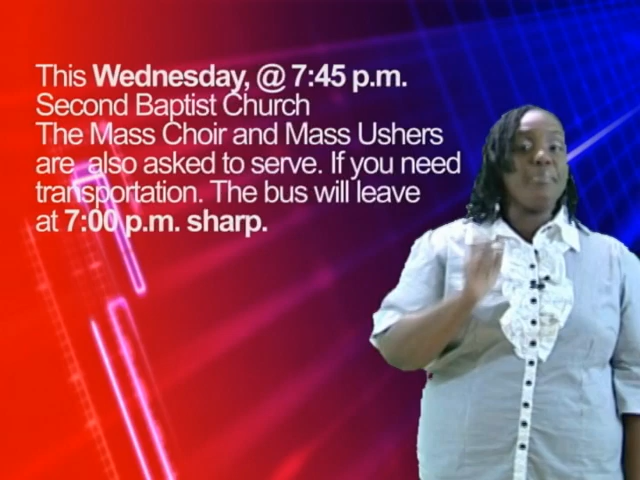 This Wednesday, @ 7:45 p.m.
Second Baptist Church
The Mass Choir and Mass Ushers
are  also asked to serve. If you need
transportation. The bus will leave
at 7:00 p.m. sharp.